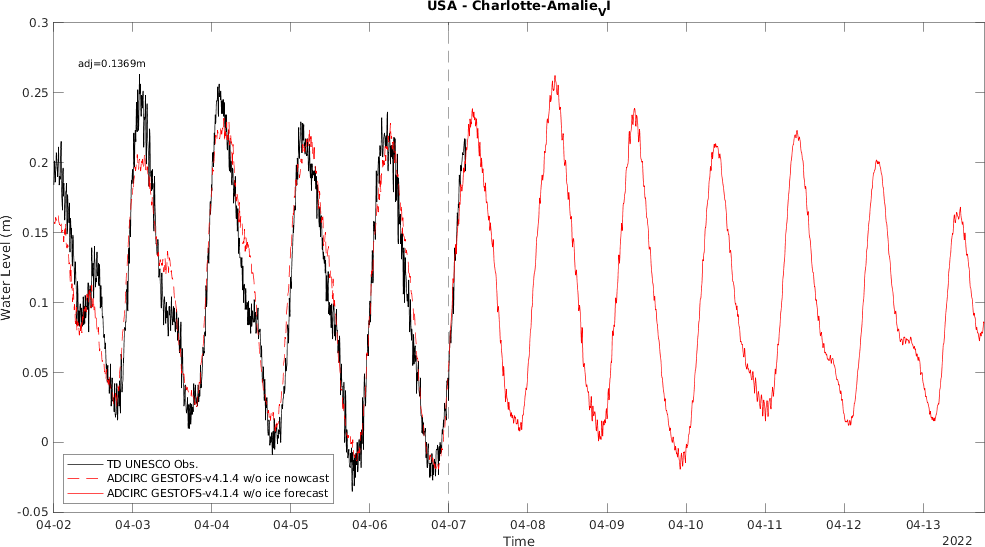 USA - Charlotte-AmalieVI
adj=0.1369m
0.3
0.25
0.2
0.15
0.1
0.05
0
-0.05
Water Level (m)
TD UNESCO Obs.
ADCIRC GESTOFS-v4.1.4 w/o ice nowcast
ADCIRC GESTOFS-v4.1.4 w/o ice forecast
04-02 04-03 04-04 04-05 04-06 04-07 04-08 04-09 04-10 04-11 04-12 04-13
Time
2022